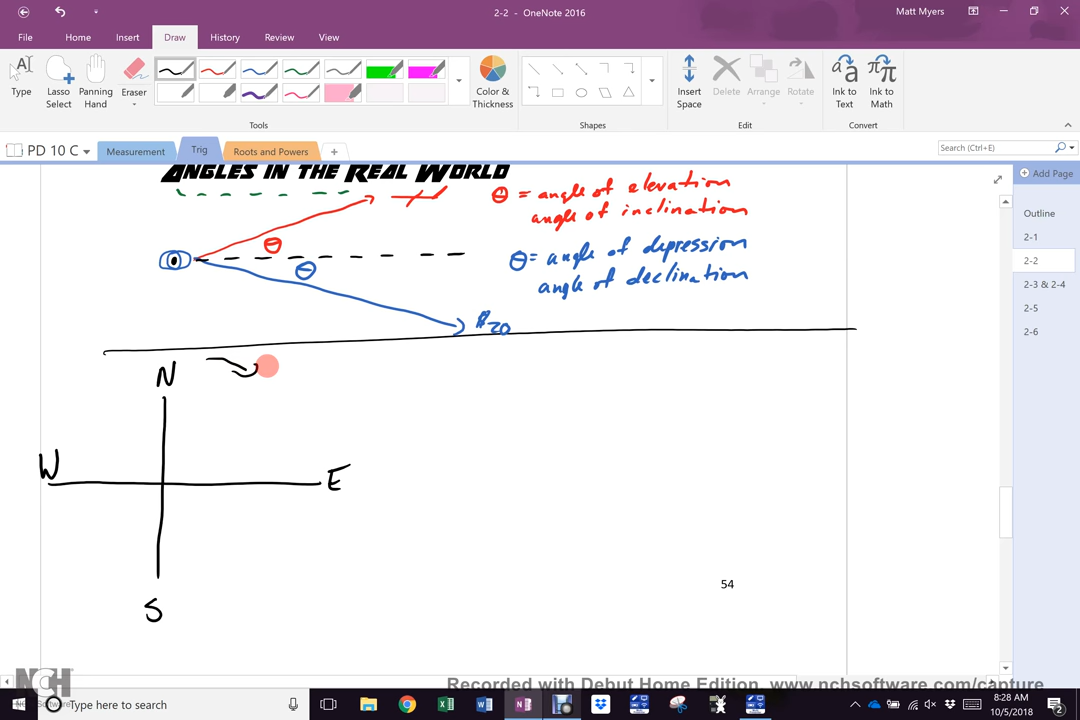 2-2 - OneNote 2016
Matt Myers
File
Home
Insert
Draw
History
Review
View
Type
Lasso Select
Panning Hand
Eraser
Color & Thickness
Insert Space
Delete
Arrange
Rotate
Ink to Text
Ink to Math
Tools
Shapes
Edit
Convert
PD 10 C
Measurement
Trig
Roots and Powers
Search (Ctrl+E)
Add Page
Outline
2-1
2-2
2-3 & 2-4
2-5
2-6
Angles in the Real World
θ = angle of elevation
angle of inclination
θ
θ
θ = angle of depression
angle of declination
$20
N
W
E
S
54
NCH
NCH Software
Recorded with Debut Home Edition. www.nchsoftware.com/capture
Type here to search
8:28 AM
10/5/2018
2